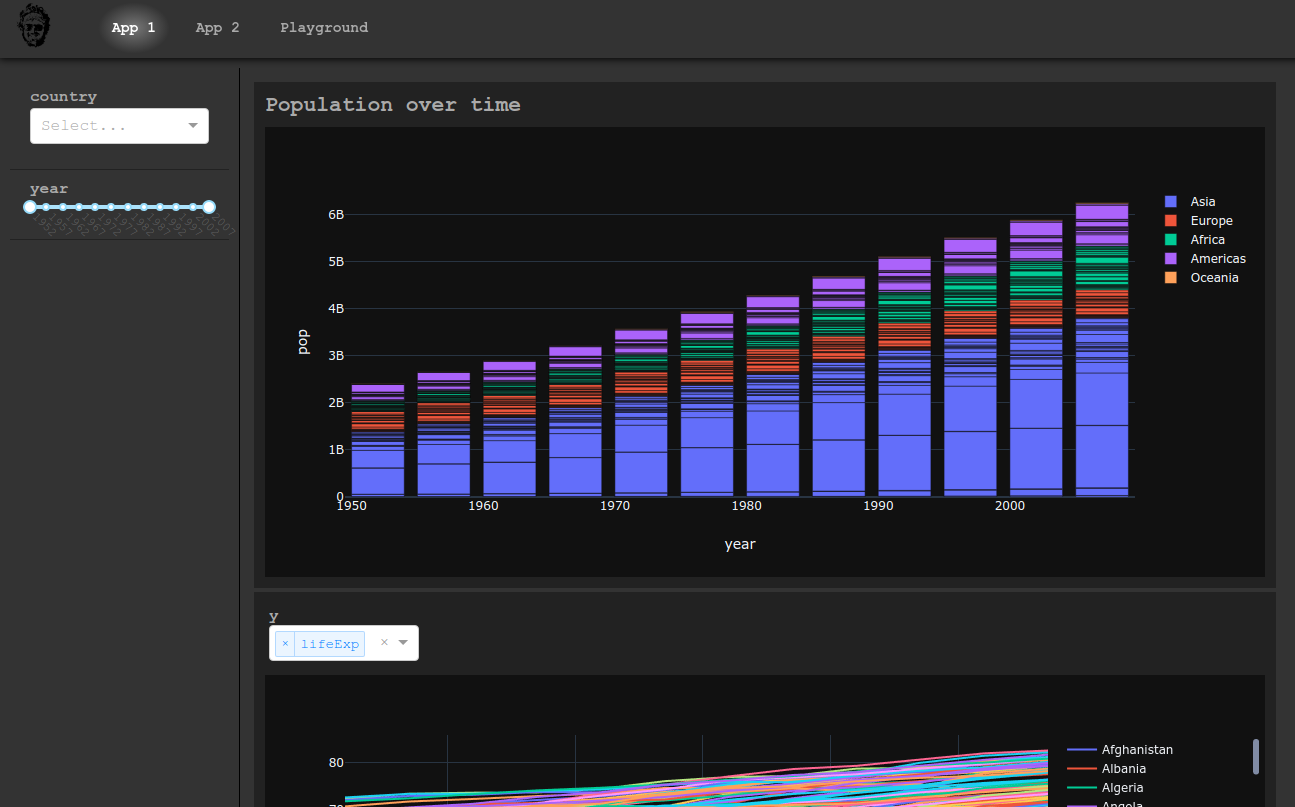 App 1 App 2 Playground
country
Select...
year
1952 1957 1962 1967 1972 1977 1982 1987 1992 1997 2002 2007
Population over time
6B
5B
4B
3B
2B
1B
0
pop
1950 1960 1970 1980 1990 2000
year
Asia
Europe
Africa
Americas
Oceania
y
× lifeExp ×
80
70
Afghanistan
Albania
Algeria
Angola